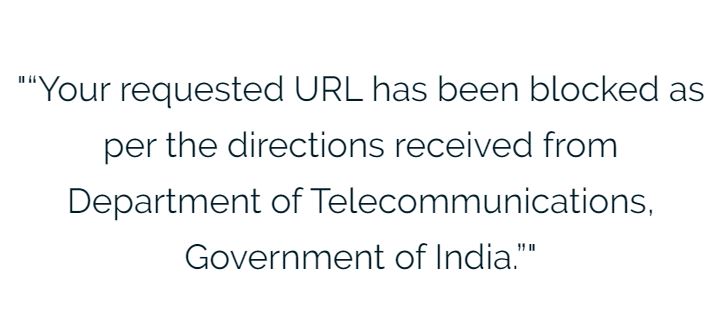 "“Your requested URL has been blocked as
per the directions received from
Department of Telecommunications,
Government of India.”"